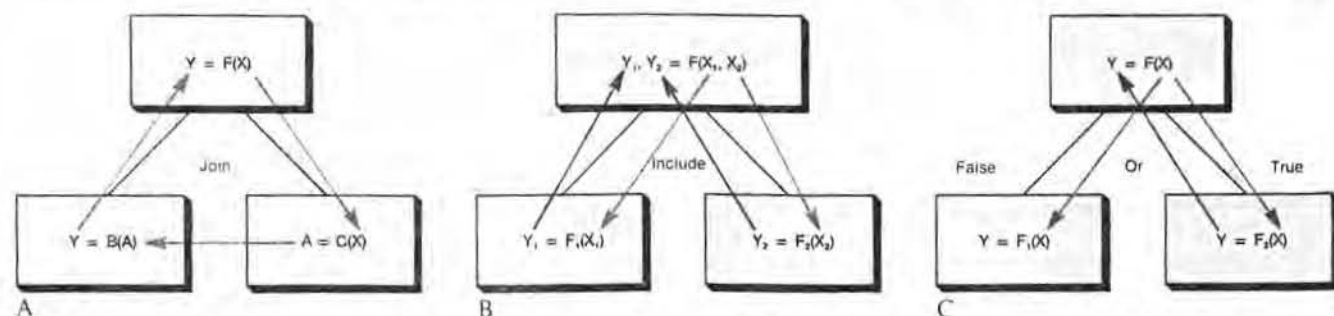 Y = F(X)
Join
Y = B(A)
A = C(X)
A
Y₁, Y₂ = F(X₁, X₂)
Include
Y₁ = F₁(X₁)
Y₂ = F₂(X₂)
B
Y = F(X)
False
Or
True
Y = F₁(X)
Y = F₂(X)
C